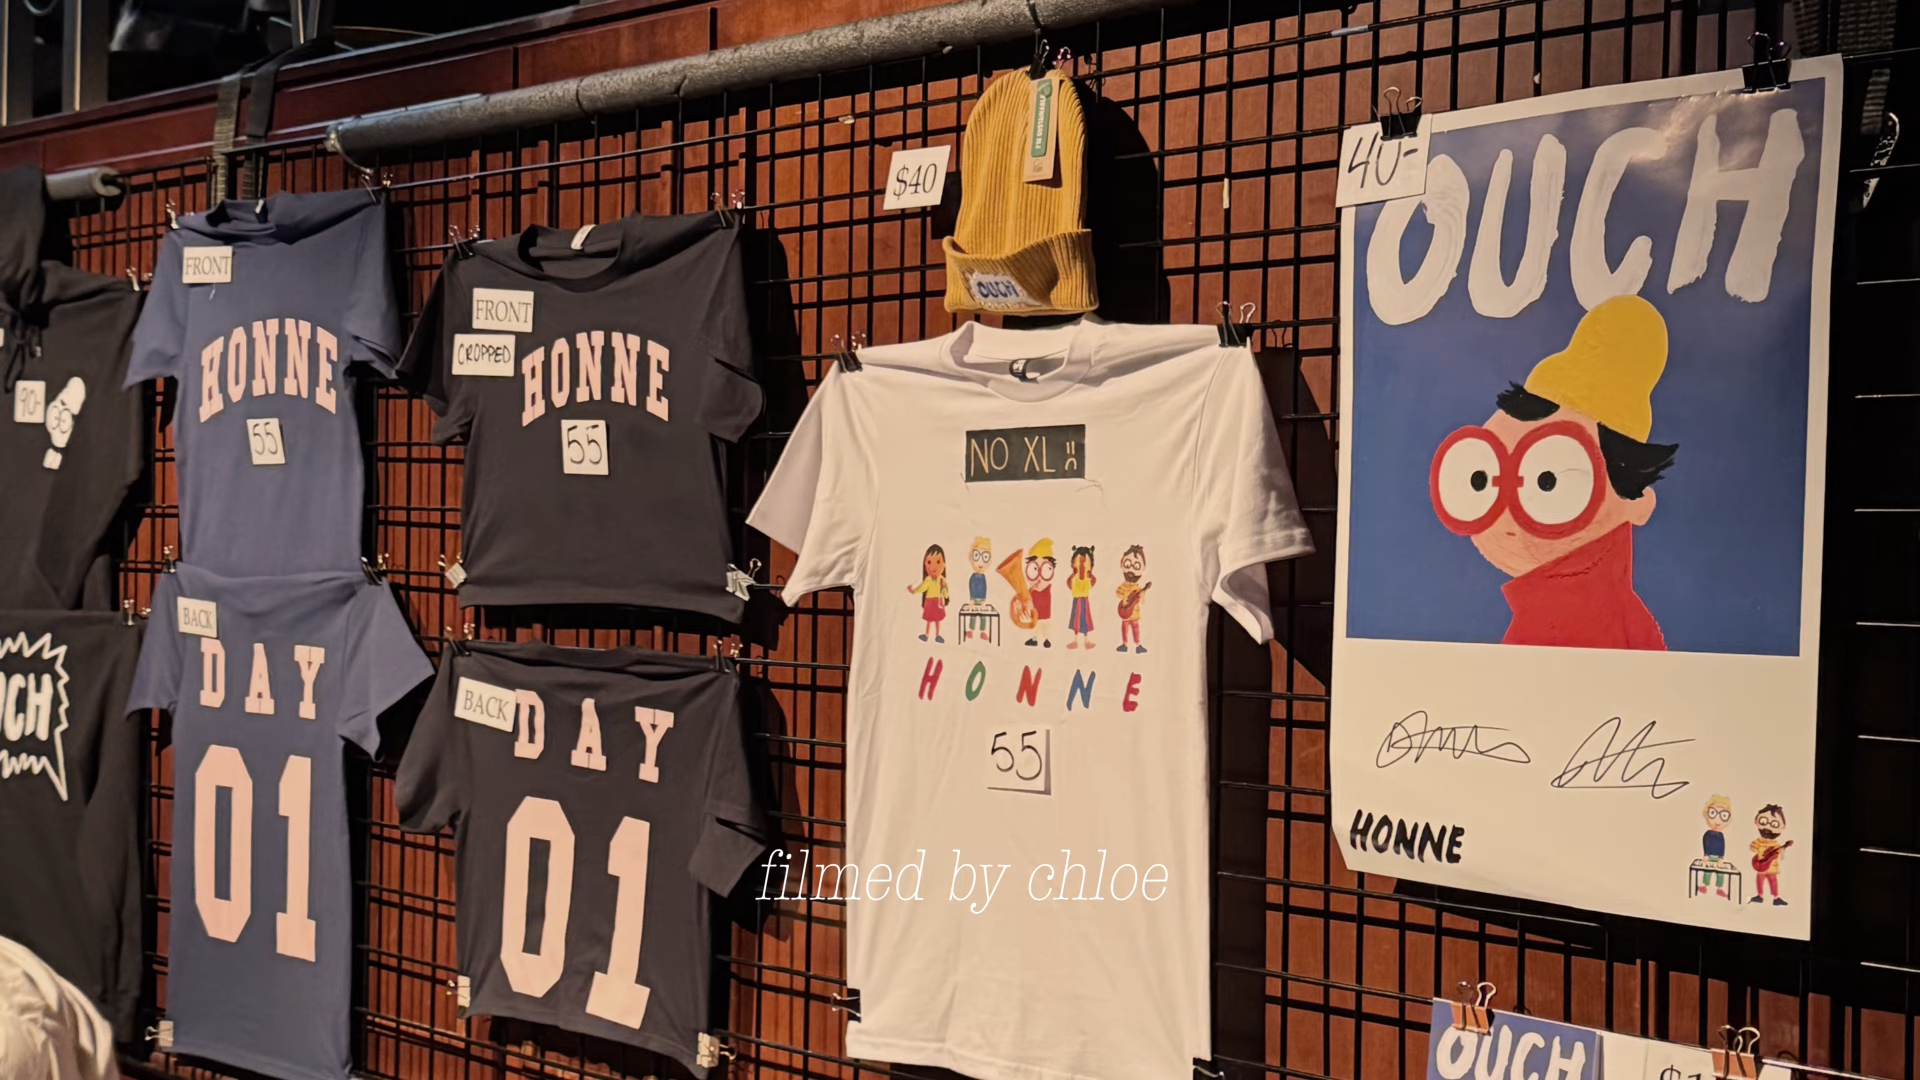 90-
UCH
FRONT
HONNE
55
BACK
DAY
01
FRONT
CROPPED
HONNE
55
BACK
DAY
01
$40
OUCH
NO XL :(
HONNE
55
40-
OUCH
HONNE
OUCH
filmed by chloe